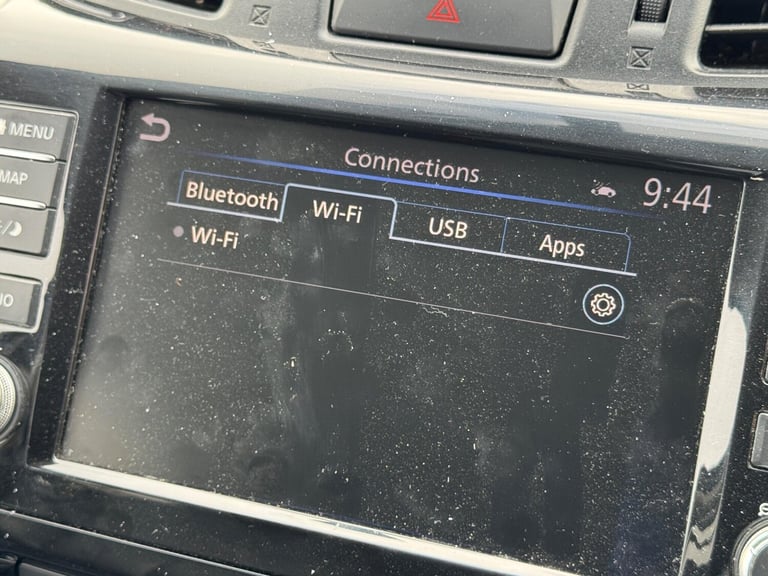 MENU
MAP
Connections
9:44
Bluetooth
Wi-Fi
USB
Apps
Wi-Fi